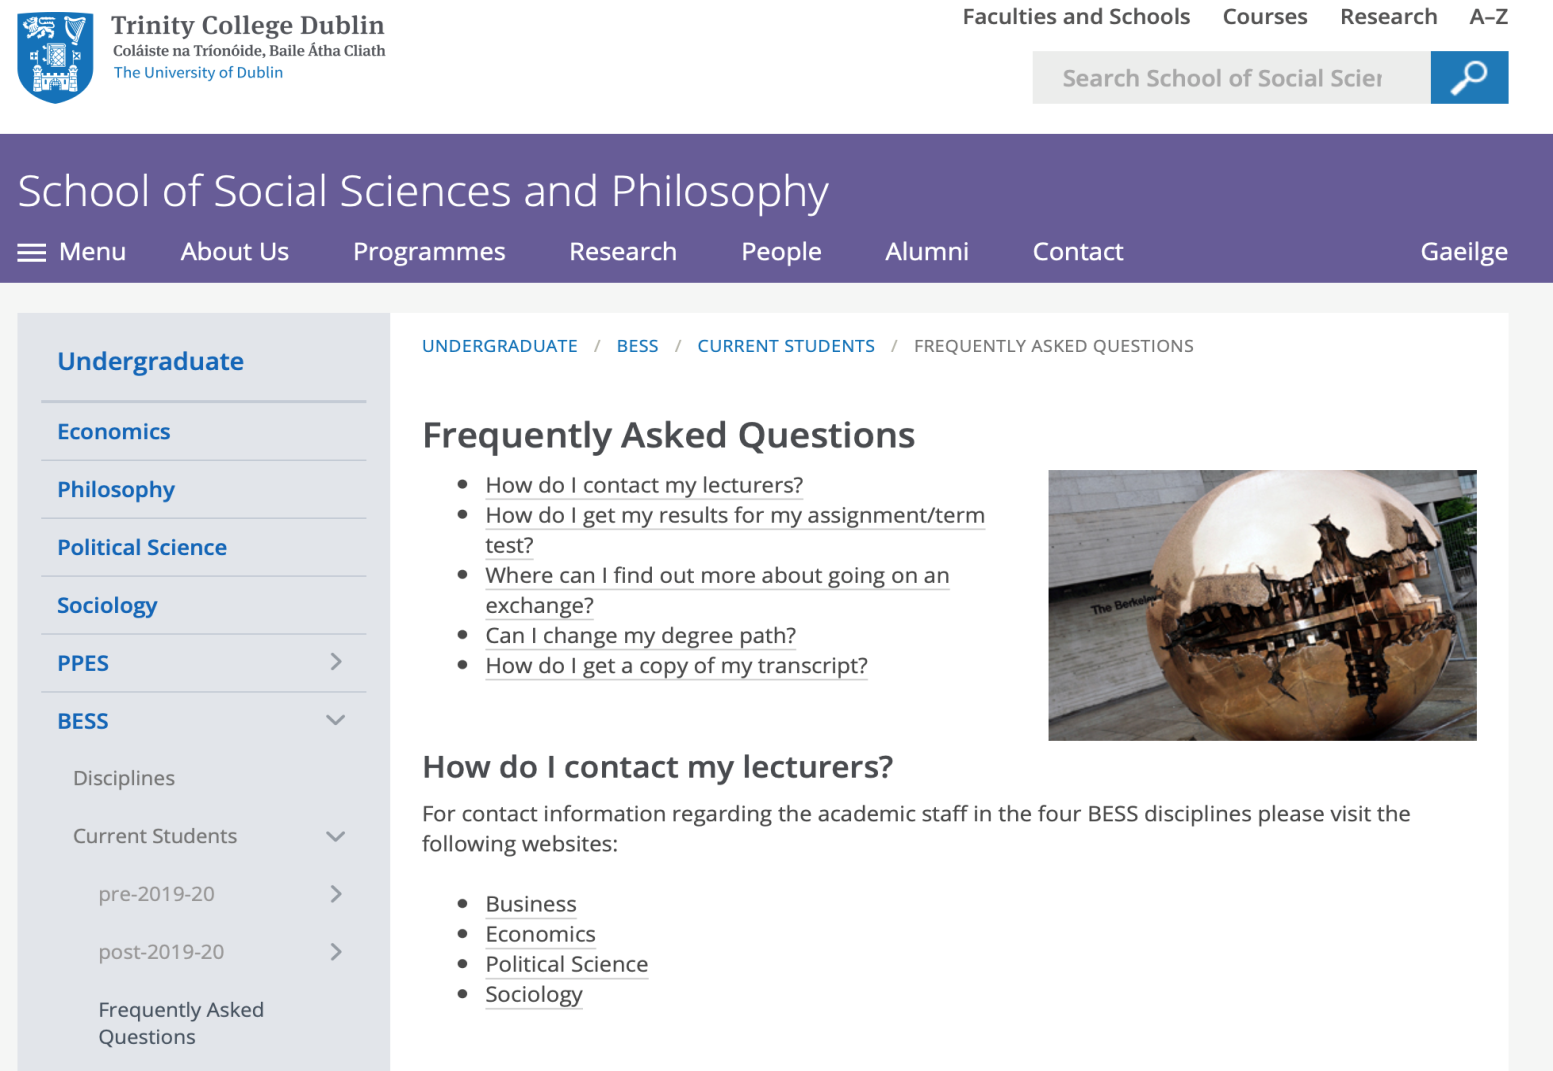 Trinity College Dublin
Coláiste na Tríonóide, Baile Átha Cliath
The University of Dublin
Faculties and Schools
Courses
Research
A–Z
Search School of Social Scier
School of Social Sciences and Philosophy
Menu
About Us
Programmes
Research
People
Alumni
Contact
Gaeilge
Undergraduate
Economics
Philosophy
Political Science
Sociology
PPES
BESS
Disciplines
Current Students
pre-2019-20
post-2019-20
Frequently Asked
Questions
UNDERGRADUATE / BESS / CURRENT STUDENTS / FREQUENTLY ASKED QUESTIONS
Frequently Asked Questions
How do I contact my lecturers?
How do I get my results for my assignment/term
test?
Where can I find out more about going on an
exchange?
Can I change my degree path?
How do I get a copy of my transcript?
The Berkeley
How do I contact my lecturers?
For contact information regarding the academic staff in the four BESS disciplines please visit the
following websites:
Business
Economics
Political Science
Sociology